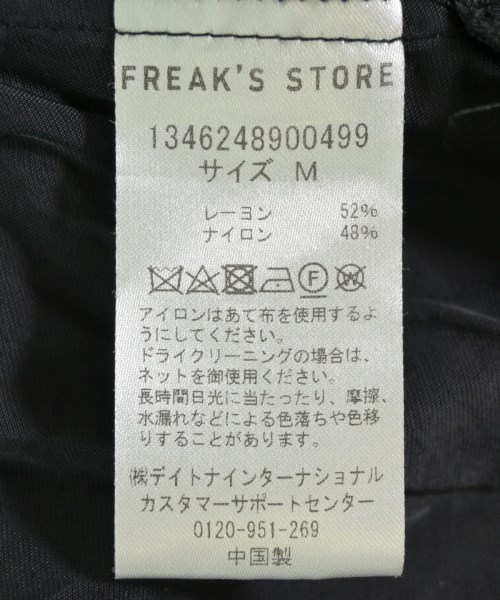 FREAK'S STORE
1346248900499
サイズ M
レーヨン 52%
ナイロン 48%
アイロンはあて布を使用するよ
うにしてください。
ドライクリーニングの場合は、
ネットを御使用ください。
長時間日光に当たったり、摩擦、
水漏れなどによる色落ちや色移
りすることがあります。
㈱デイトナインターナショナル
カスタマーサポートセンター
0120-951-269
中国製